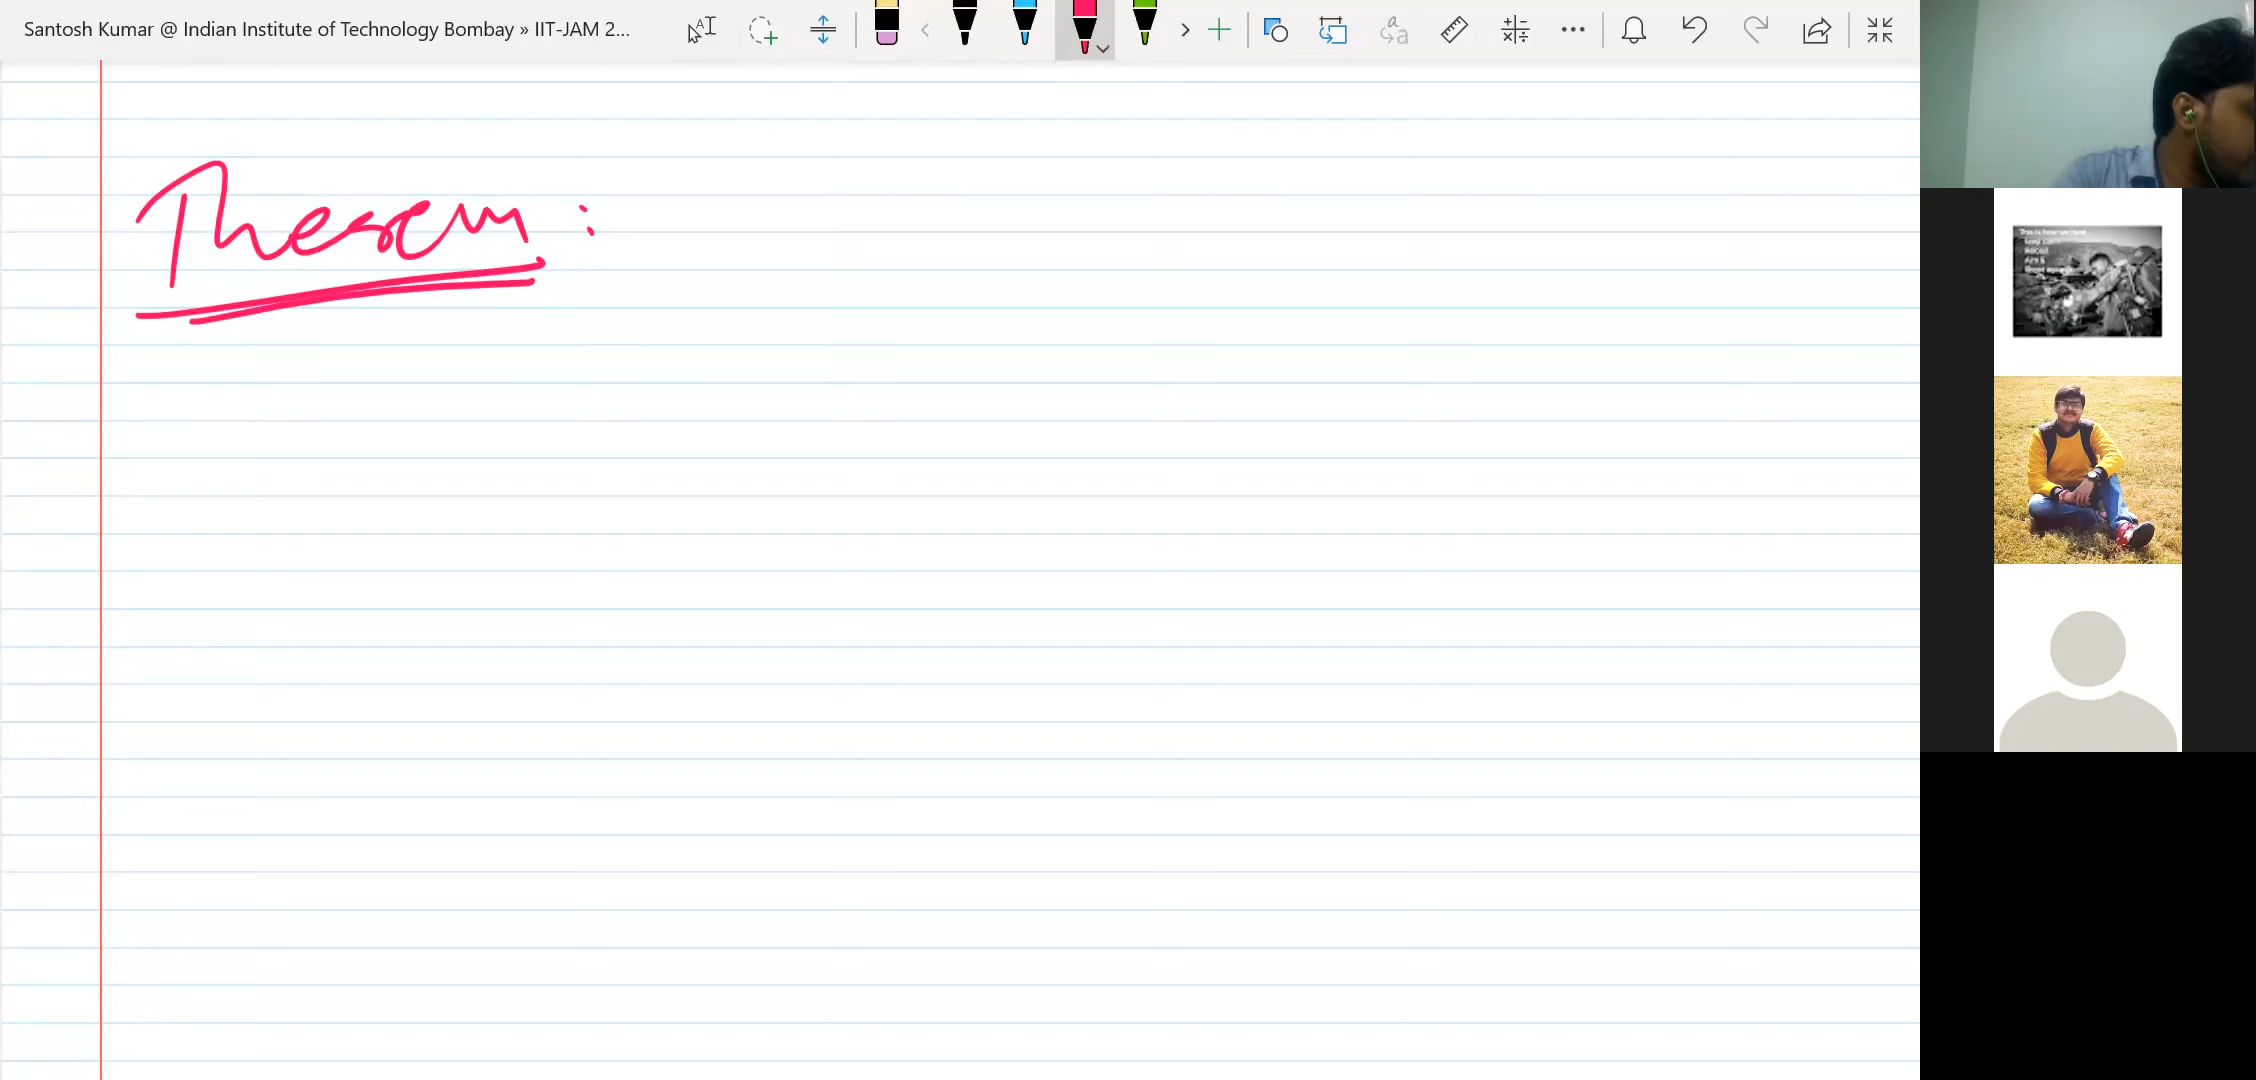 Santosh Kumar @ Indian Institute of Technology Bombay » IIT-JAM 2...
Theorem :